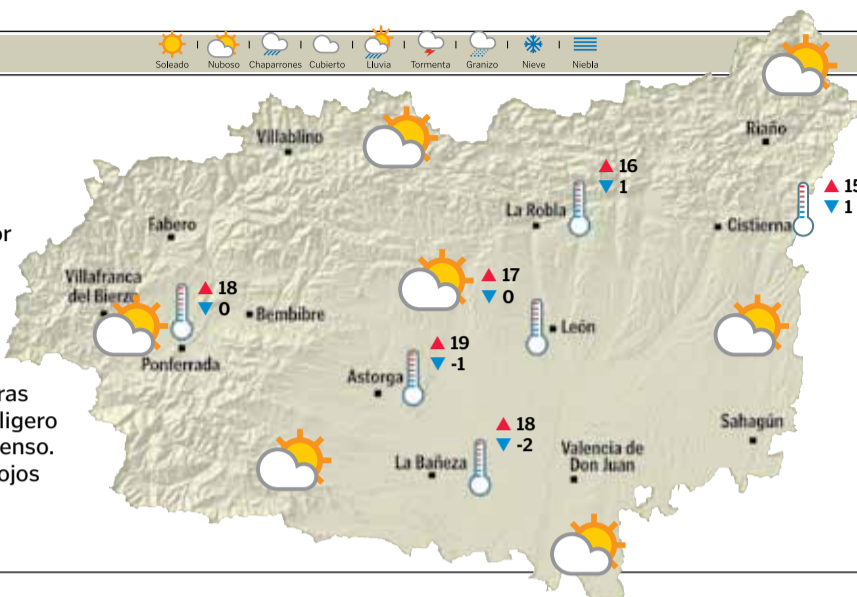 Soleado Nuboso Chaparrones Cubierto Lluvia Tormenta Granizo Nieve Niebla
Villablino
Riaño
16
1
15
1
La Robla
Cistierna
Fabero
or
Villafranca
del Bierzo
18
0
17
0
Bembibre
León
Ponferrada
19
-1
Astorga
ras
ligero
enso.
ojos
18
-2
Sahagún
La Bañeza
Valencia de
Don Juan